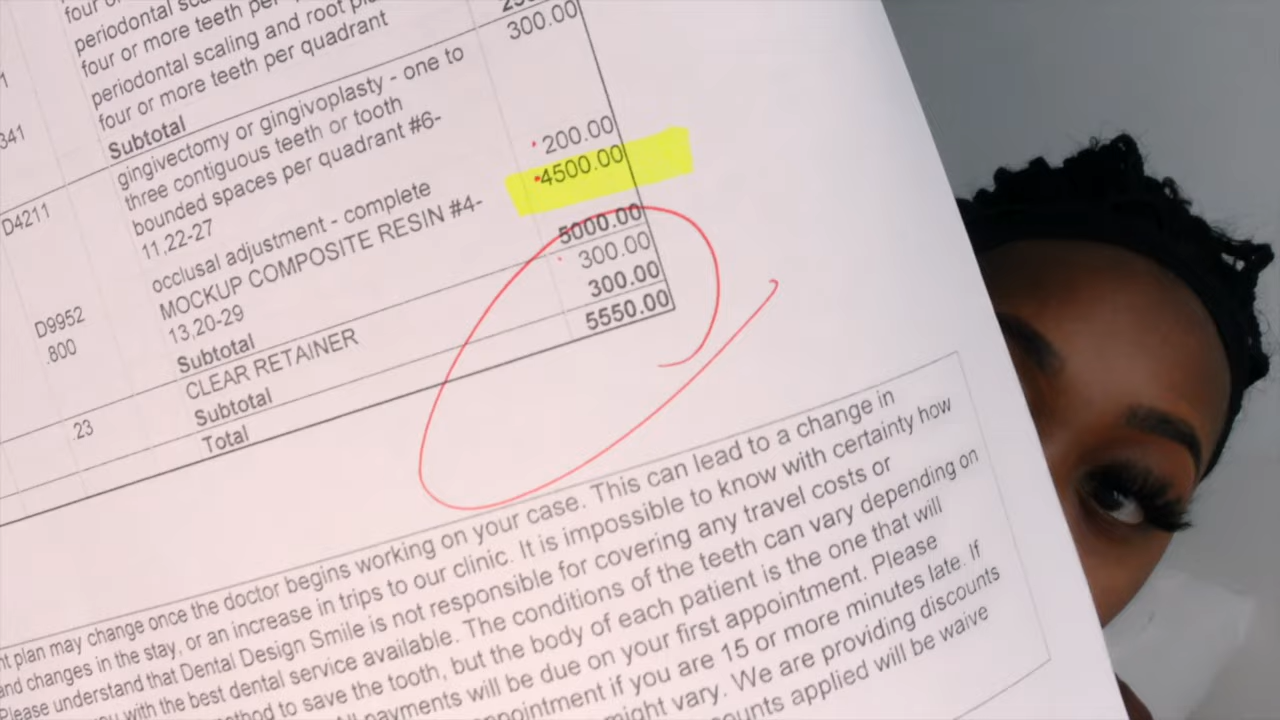 four o
periodontal sca
four or more teeth per
periodontal scaling and root pl
four or more teeth per quadrant
300.00
341
Subtotal
D4211 gingivectomy or gingivoplasty - one to
three contiguous teeth or tooth
bounded spaces per quadrant #6-
11,22-27
200.00
D9952 occlusal adjustment - complete
4500.00
.800 MOCKUP COMPOSITE RESIN #4-
13,20-29
Subtotal 5000.00
.23 CLEAR RETAINER 300.00
Subtotal 300.00
Total 5550.00
nt plan may change once the doctor begins working on your case. This can lead to a change in
and changes in the stay, or an increase in trips to our clinic. It is impossible to know with certainty how
Please understand that Dental Design Smile is not responsible for covering any travel costs or
with the best dental service available. The conditions of the teeth can vary depending on
ethod to save the tooth, but the body of each patient is the one that will
payments will be due on your first appointment. Please
pointment if you are 15 or more minutes late. If
might vary. We are providing discounts
ounts applied will be waive